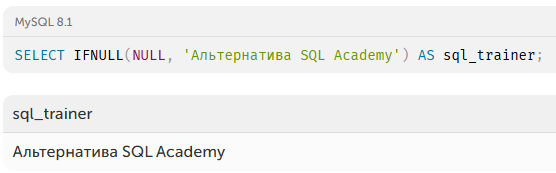 MySQL 8.1
SELECT IFNULL(NULL, 'Альтернатива SQL Academy') AS sql_trainer;
sql_trainer
Альтернатива SQL Academy